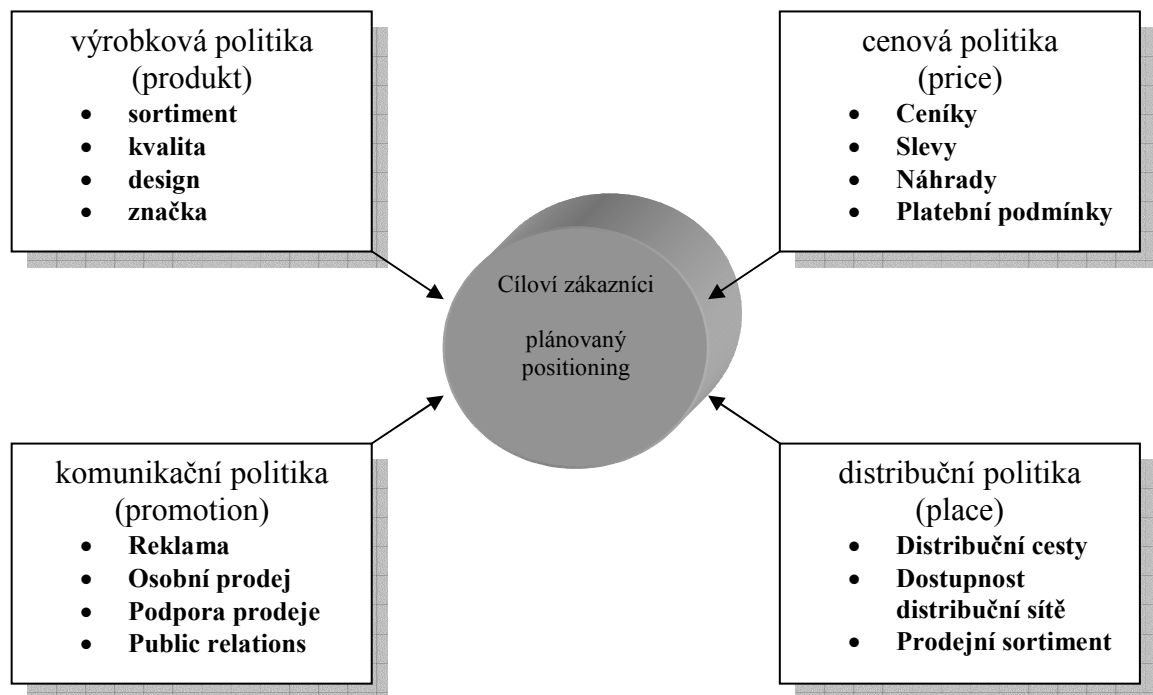 výrobková politika
(produkt)
• sortiment
• kvalita
• design
• značka
cenová politika
(price)
• Ceníky
• Slevy
• Náhrady
• Platební podmínky
Cíloví zákazníci
plánovaný
positioning
komunikační politika
(promotion)
• Reklama
• Osobní prodej
• Podpora prodeje
• Public relations
distribuční politika
(place)
• Distribuční cesty
• Dostupnost
distribuční sítě
• Prodejní sortiment